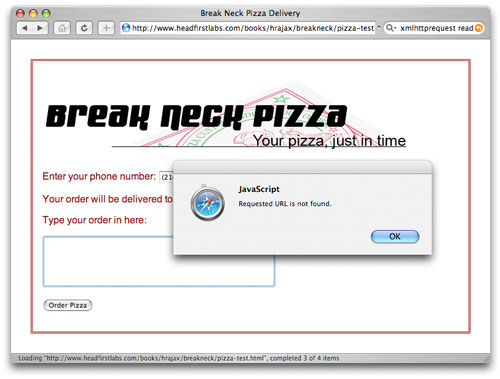 Break Neck Pizza Delivery
http://www.headfirstlabs.com/books/hrajax/breakneck/pizza-test
xmlhttprequest read
BREAK NECK PIZZA
Your pizza, just in time
Enter your phone number: (21
Your order will be delivered to
Type your order in here:
JavaScript
Requested URL is not found.
OK
Order Pizza
Loading "http://www.headfirstlabs.com/books/hrajax/breakneck/pizza-test.html", completed 3 of 4 items